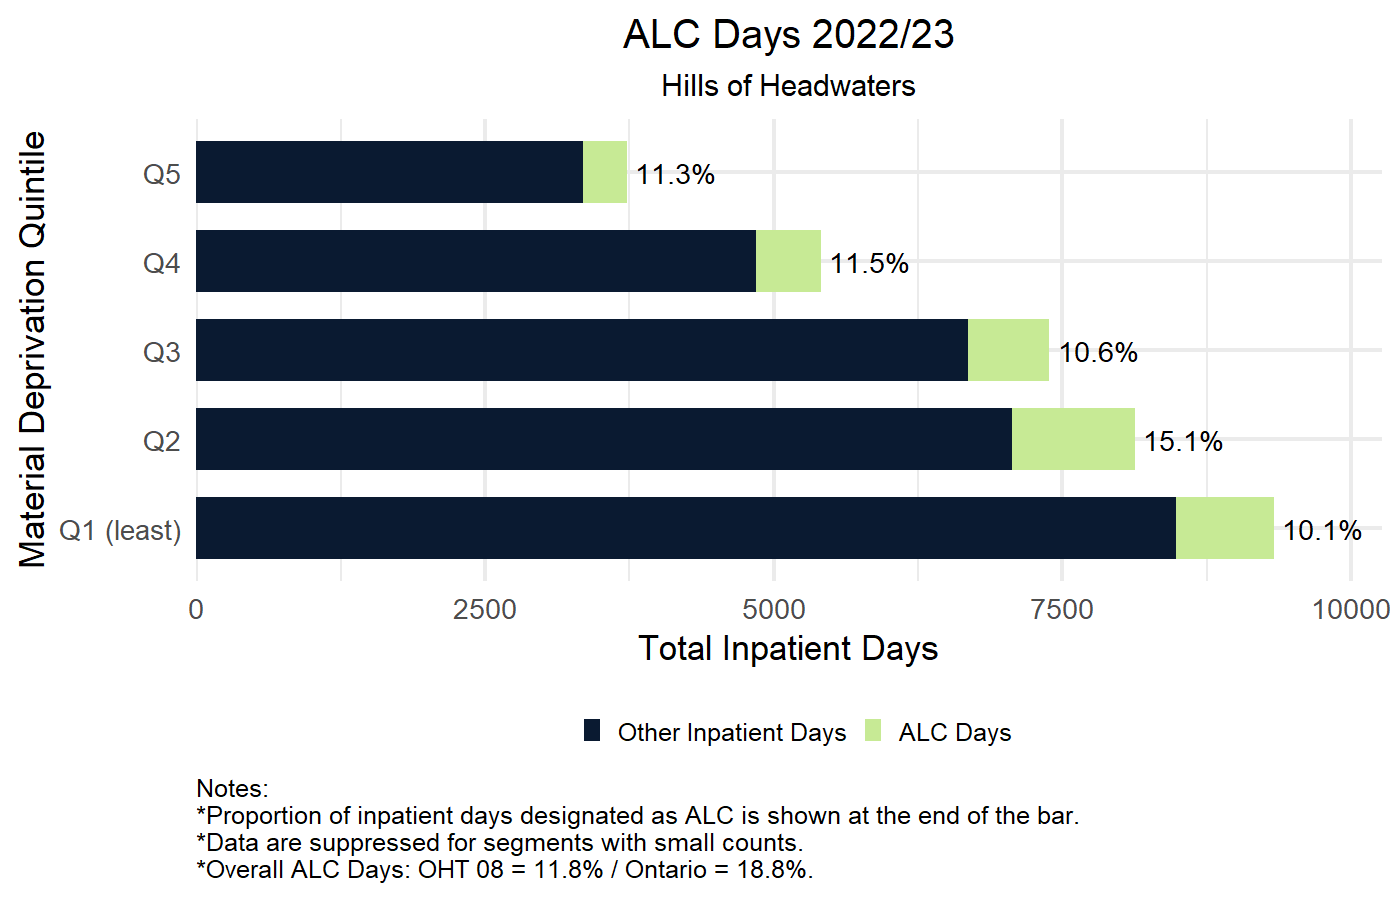 ALC Days 2022/23
Hills of Headwaters
Material Deprivation Quintile
Q5
11.3%
Q4
11.5%
Q3
10.6%
Q2
15.1%
Q1 (least)
10.1%
0 2500 5000 7500 10000
Total Inpatient Days
Other Inpatient Days ALC Days
Notes:
*Proportion of inpatient days designated as ALC is shown at the end of the bar.
*Data are suppressed for segments with small counts.
*Overall ALC Days: OHT 08 = 11.8% / Ontario = 18.8%.